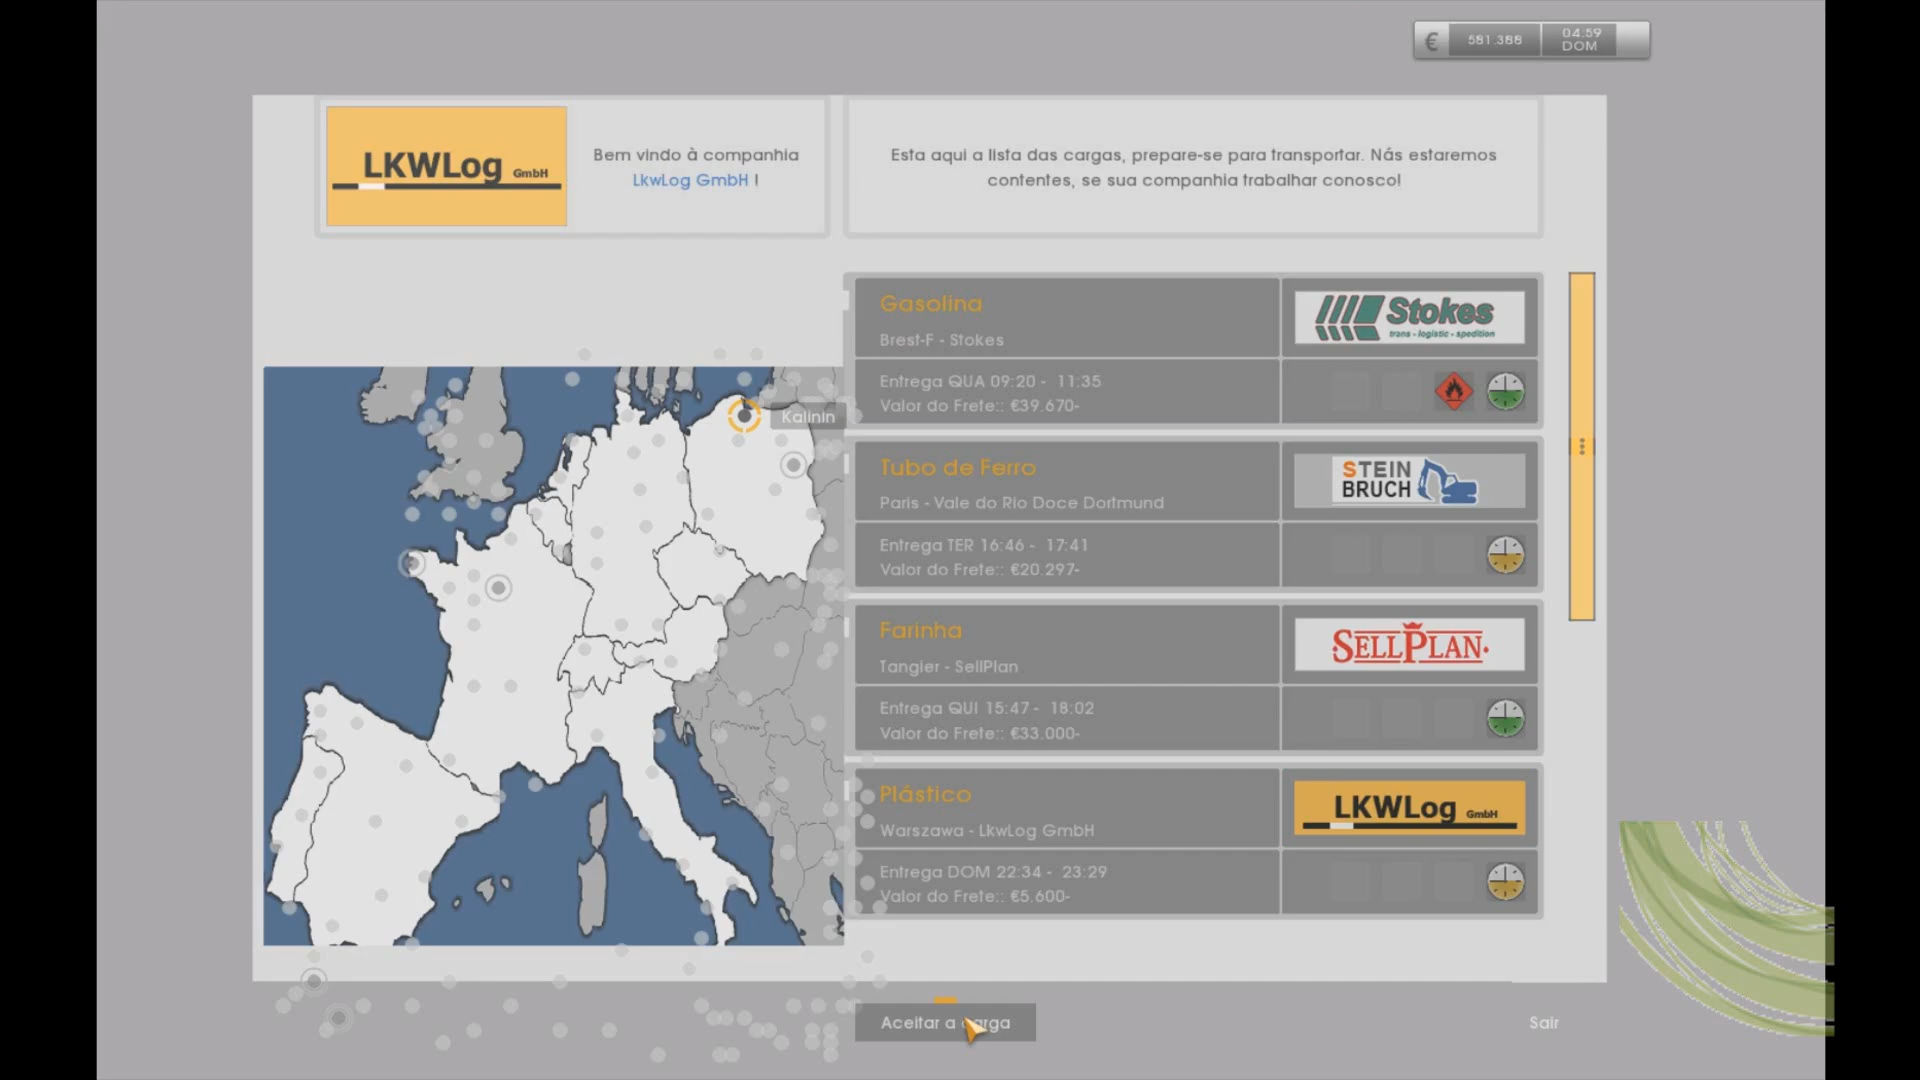 € 581.388 04.59
DOM
LKWLog GmbH
Bem vindo à companhia
LkwLog GmbH !
Esta aqui a lista das cargas, prepare-se para transportar. Nás estaremos
contentes, se sua companhia trabalhar conosco!
Gasolina
Brest-F - Stokes
Stokes
trans - logistic - spedition
Entrega QUA 09:20 - 11:35
Valor do Frete:: €39.670-
Kalinin
Tubo de Ferro
Paris - Vale do Rio Doce Dortmund
STEIN
BRUCH
Entrega TER 16:46 - 17:41
Valor do Frete:: €20.297-
Farinha
Tangier - SellPlan
SELLPLAN
Entrega QUI 15:47 - 18:02
Valor do Frete:: €33.000-
Plástico
Warszawa - LkwLog GmbH
LKWLog GmbH
Entrega DOM 22:34 - 23:29
Valor do Frete:: €5.600-
Aceitar a carga
Sair